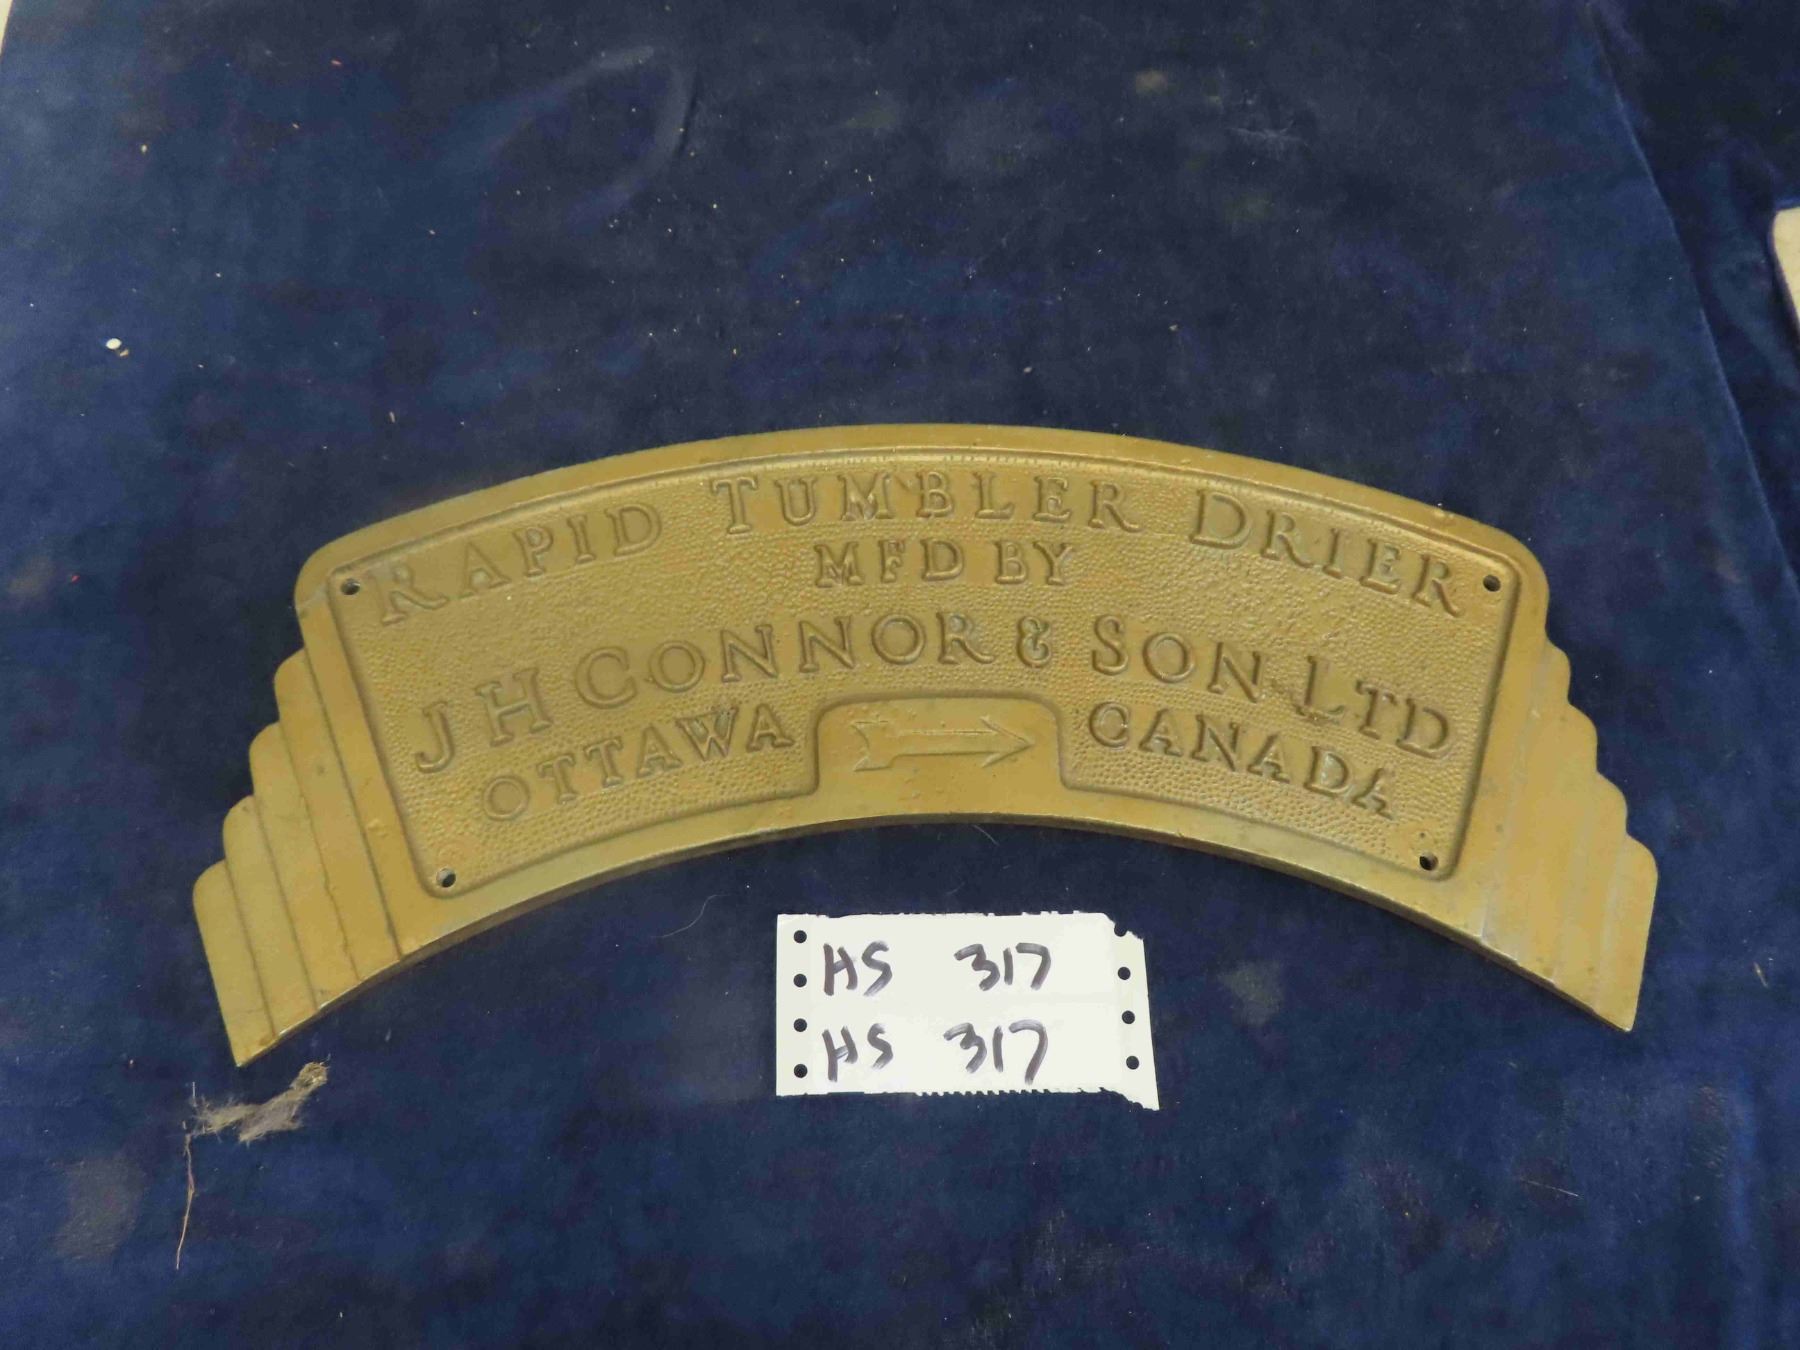 RAPID TUMBLER DRIER
MFD BY
J H CONNOR & SON LTD
OTTAWA CANADA
HS 317
HS 317